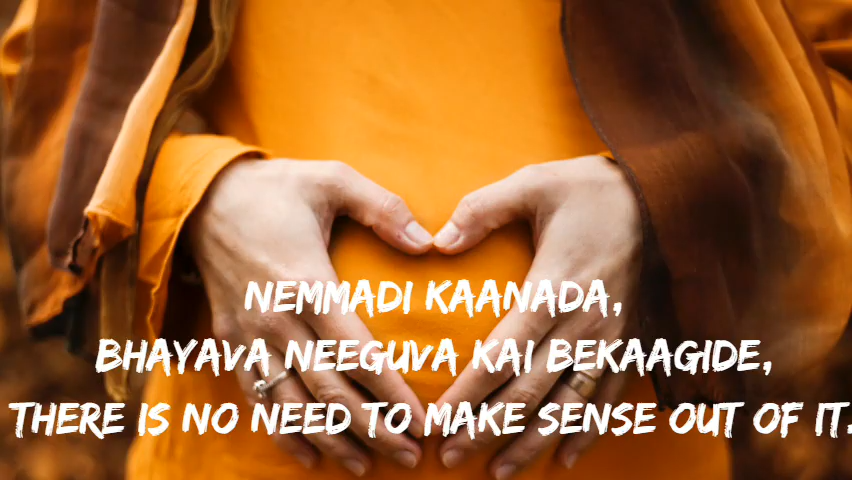 NEMMADI KAANADA,
BHAYAVA NEEGUVA KAI BEKAAGIDE,
THERE IS NO NEED TO MAKE SENSE OUT OF IT.